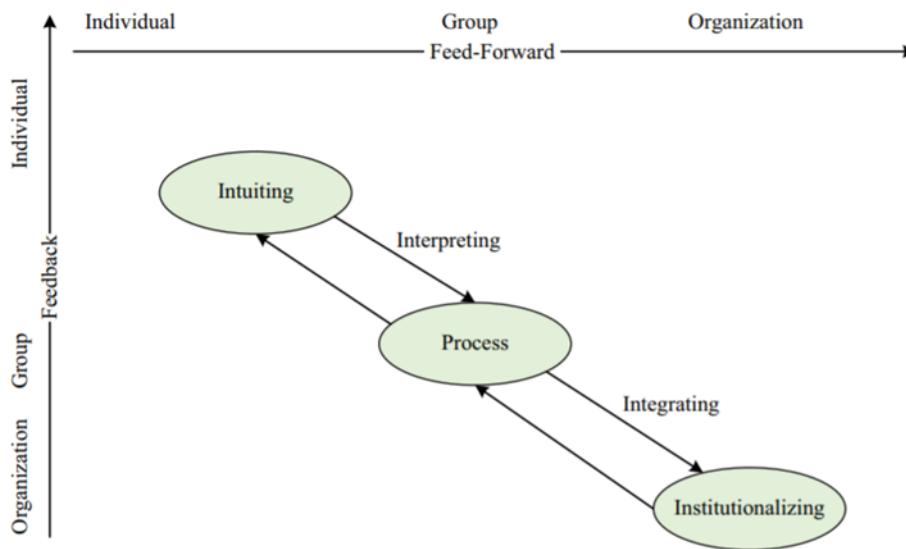 Individual
Group
Organization
Feed-Forward
Individual
Feedback
Group
Organization
Intuiting
Interpreting
Process
Integrating
Institutionalizing